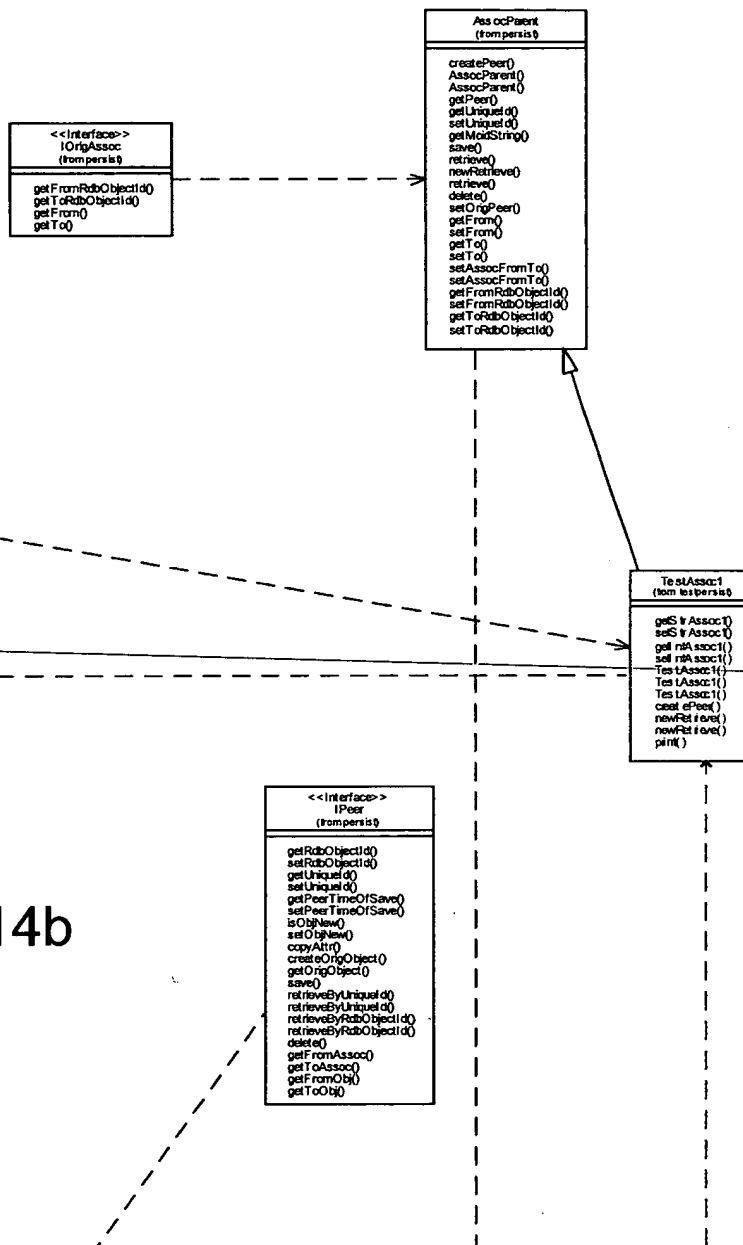 AssocParent
(from persist)
createPeer()
AssocParent()
AssocParent()
getPeer()
getUniqueId()
setUniqueId()
getMoidString()
save()
retrieve()
newRetrieve()
retrieve()
delete()
setOrigPeer()
getFrom()
setFrom()
getTo()
setTo()
setAssocFromTo()
setAssocFromTo()
getFromRdbObjectId()
setFromRdbObjectId()
getToRdbObjectId()
setToRdbObjectId()
<<Interface>>
IOrigAssoc
(from persist)
getFromRdbObjectId()
getToRdbObjectId()
getFrom()
getTo()
TestAssoc1
(from testpersist)
getStrAssoc1()
setStrAssoc1()
getIntAssoc1()
setIntAssoc1()
TestAssoc1()
TestAssoc1()
TestAssoc1()
createPeer()
newRetrieve()
newRetrieve()
print()
<<Interface>>
IPeer
(from persist)
getRdbObjectId()
setRdbObjectId()
getUniqueId()
setUniqueId()
getPeerTimeOfSave()
setPeerTimeOfSave()
isObjNew()
setObjNew()
copyAttr()
createOrigObject()
getOrigObject()
save()
retrieveByUniqueId()
retrieveByUniqueId()
retrieveByRdbObjectId()
retrieveByRdbObjectId()
delete()
getFromAssoc()
getToAssoc()
getFromObj()
getToObj()
14b